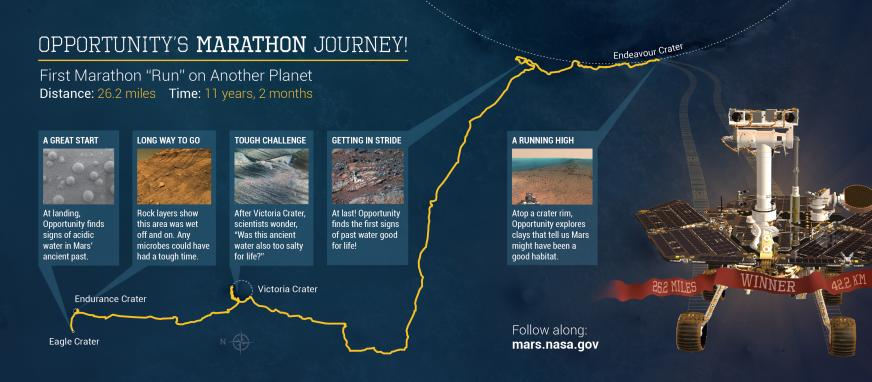 OPPORTUNITY'S MARATHON JOURNEY!
First Marathon "Run" on Another Planet
Distance: 26.2 miles Time: 11 years, 2 months
Endeavour Crater
A GREAT START
At landing,
Opportunity finds
signs of acidic
water in Mars'
ancient past.
LONG WAY TO GO
Rock layers show
this area was wet
off and on. Any
microbes could have
had a tough time.
TOUGH CHALLENGE
After Victoria Crater,
scientists wonder,
"Was this ancient
water also too salty
for life?"
GETTING IN STRIDE
At last! Opportunity
finds the first signs
of past water good
for life!
A RUNNING HIGH
Atop a crater rim,
Opportunity explores
clays that tell us Mars
might have been a
good habitat.
Endurance Crater
Eagle Crater
Victoria Crater
N
Follow along:
mars.nasa.gov
26.2 MILES WINNER 42.2 KM